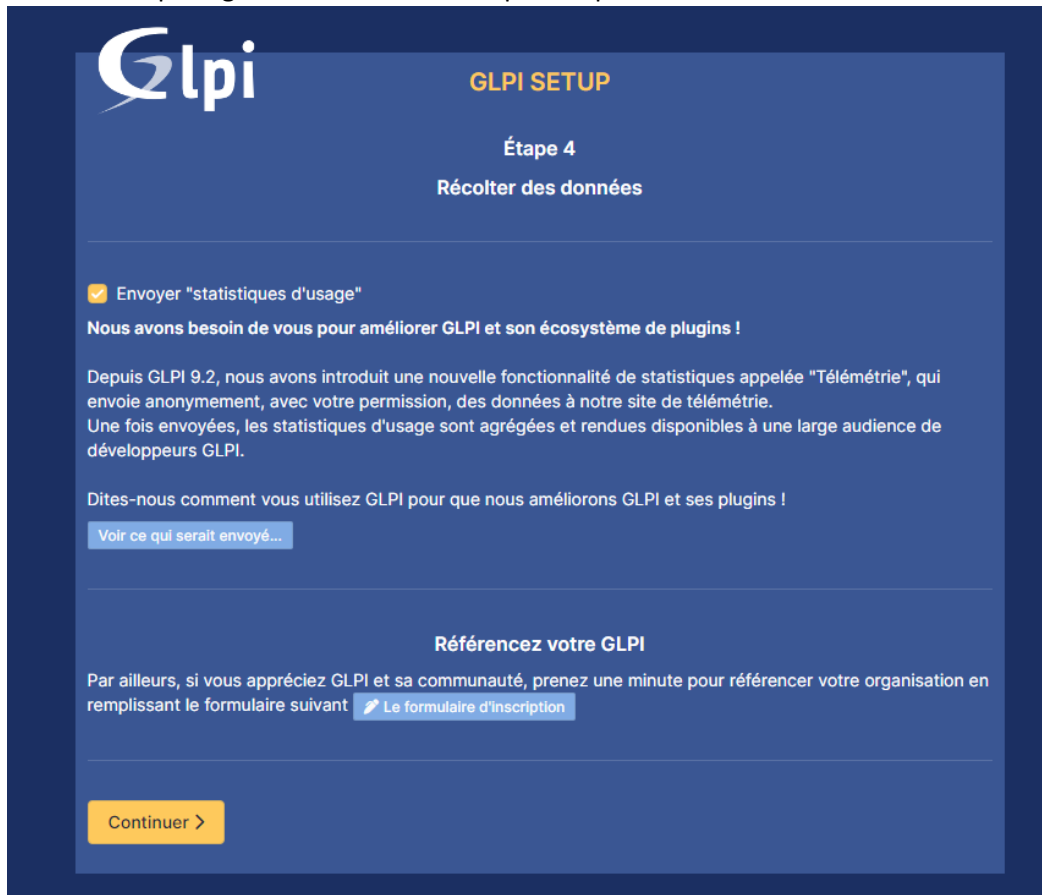 Glpi
GLPI SETUP
Étape 4
Récolter des données
Envoyer "statistiques d'usage"
Nous avons besoin de vous pour améliorer GLPI et son écosystème de plugins !
Depuis GLPI 9.2, nous avons introduit une nouvelle fonctionnalité de statistiques appelée "Télémétrie", qui
envoie anonymement, avec votre permission, des données à notre site de télémétrie.
Une fois envoyées, les statistiques d'usage sont agrégées et rendues disponibles à une large audience de
développeurs GLPI.
Dites-nous comment vous utilisez GLPI pour que nous améliorons GLPI et ses plugins !
Voir ce qui serait envoyé...
Référencez votre GLPI
Par ailleurs, si vous appréciez GLPI et sa communauté, prenez une minute pour référencer votre organisation en
remplissant le formulaire suivant Le formulaire d'inscription
Continuer >